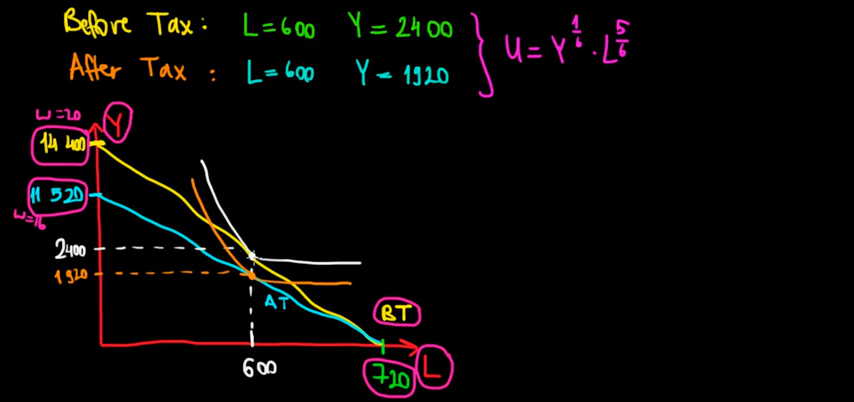 Before Tax: L=600 Y=2400
After Tax: L=600 Y=1920
U=Y^1/6 · L^5/6
w=20
Y
14 400
11 520
w=16
2400
1920
AT
BT
600
720
L